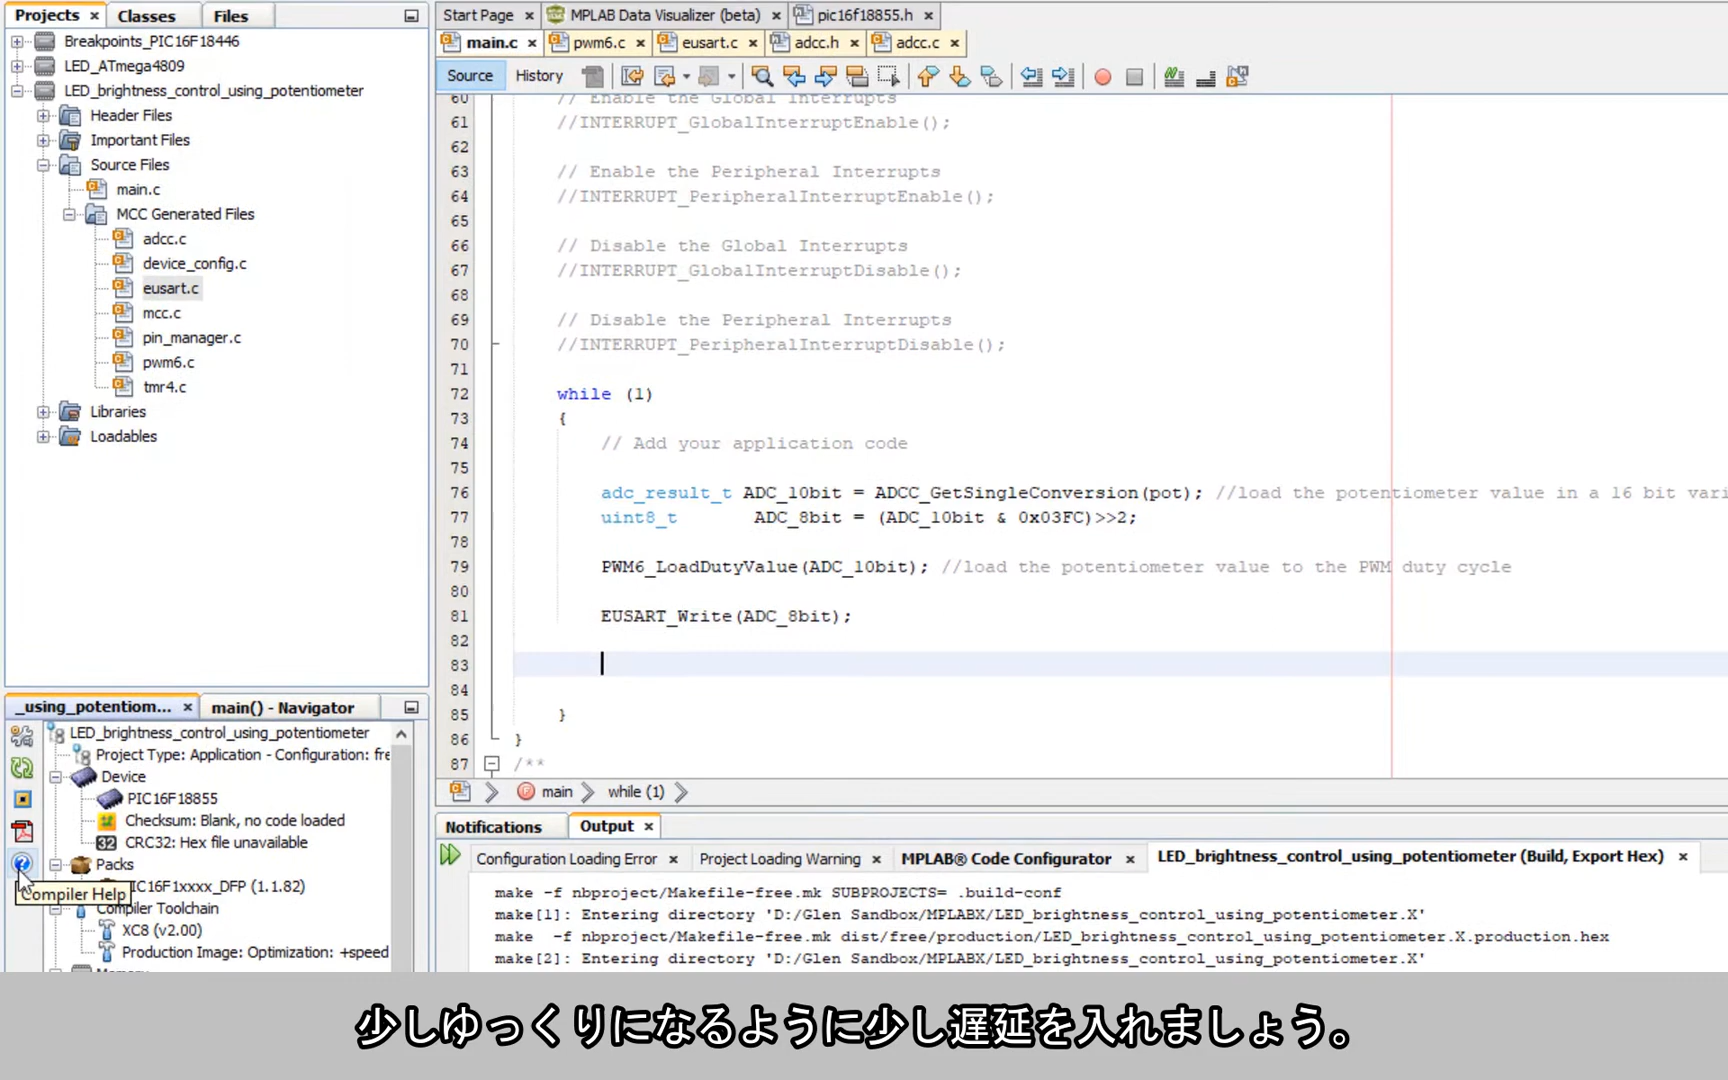 Projects
Classes
Files
Breakpoints_PIC16F18446
LED_ATmega4809
LED_brightness_control_using_potentiometer
Header Files
Important Files
Source Files
main.c
MCC Generated Files
adcc.c
device_config.c
eusart.c
mcc.c
pin_manager.c
pwm6.c
tmr4.c
Libraries
Loadables
_using_potentiom...
main() - Navigator
LED_brightness_control_using_potentiometer
Project Type: Application - Configuration: fre
Device
PIC16F18855
Checksum: Blank, no code loaded
32 CRC32: Hex file unavailable
Packs
IC16F1xxxx_DFP (1.1.82)
Compiler Help
Compiler Toolchain
XC8 (v2.00)
Production Image: Optimization: +speed
Start Page
MPLAB Data Visualizer (beta)
pic16f18855.h
main.c
pwm6.c
eusart.c
adcc.h
adcc.c
Source
History
60 // Enable the Global Interrupts
61 //INTERRUPT_GlobalInterruptEnable();
62
63 // Enable the Peripheral Interrupts
64 //INTERRUPT_PeripheralInterruptEnable();
65
66 // Disable the Global Interrupts
67 //INTERRUPT_GlobalInterruptDisable();
68
69 // Disable the Peripheral Interrupts
70 //INTERRUPT_PeripheralInterruptDisable();
71
72 while (1)
73 {
74 // Add your application code
75
76 adc_result_t ADC_10bit = ADCC_GetSingleConversion(pot); //load the potentiometer value in a 16 bit vari
77 uint8_t ADC_8bit = (ADC_10bit & 0x03FC)>>2;
78
79 PWM6_LoadDutyValue(ADC_10bit); //load the potentiometer value to the PWM duty cycle
80
81 EUSART_Write(ADC_8bit);
82
83
84
85 }
86 }
87 /**
main
while (1)
Notifications
Output
Configuration Loading Error
Project Loading Warning
MPLAB® Code Configurator
LED_brightness_control_using_potentiometer (Build, Export Hex)
make -f nbproject/Makefile-free.mk SUBPROJECTS= .build-conf
make[1]: Entering directory 'D:/Glen Sandbox/MPLABX/LED_brightness_control_using_potentiometer.X'
make  -f nbproject/Makefile-free.mk dist/free/production/LED_brightness_control_using_potentiometer.X.production.hex
make[2]: Entering directory 'D:/Glen Sandbox/MPLABX/LED_brightness_control_using_potentiometer.X'
少しゆっくりになるように少し遅延を入れましょう。